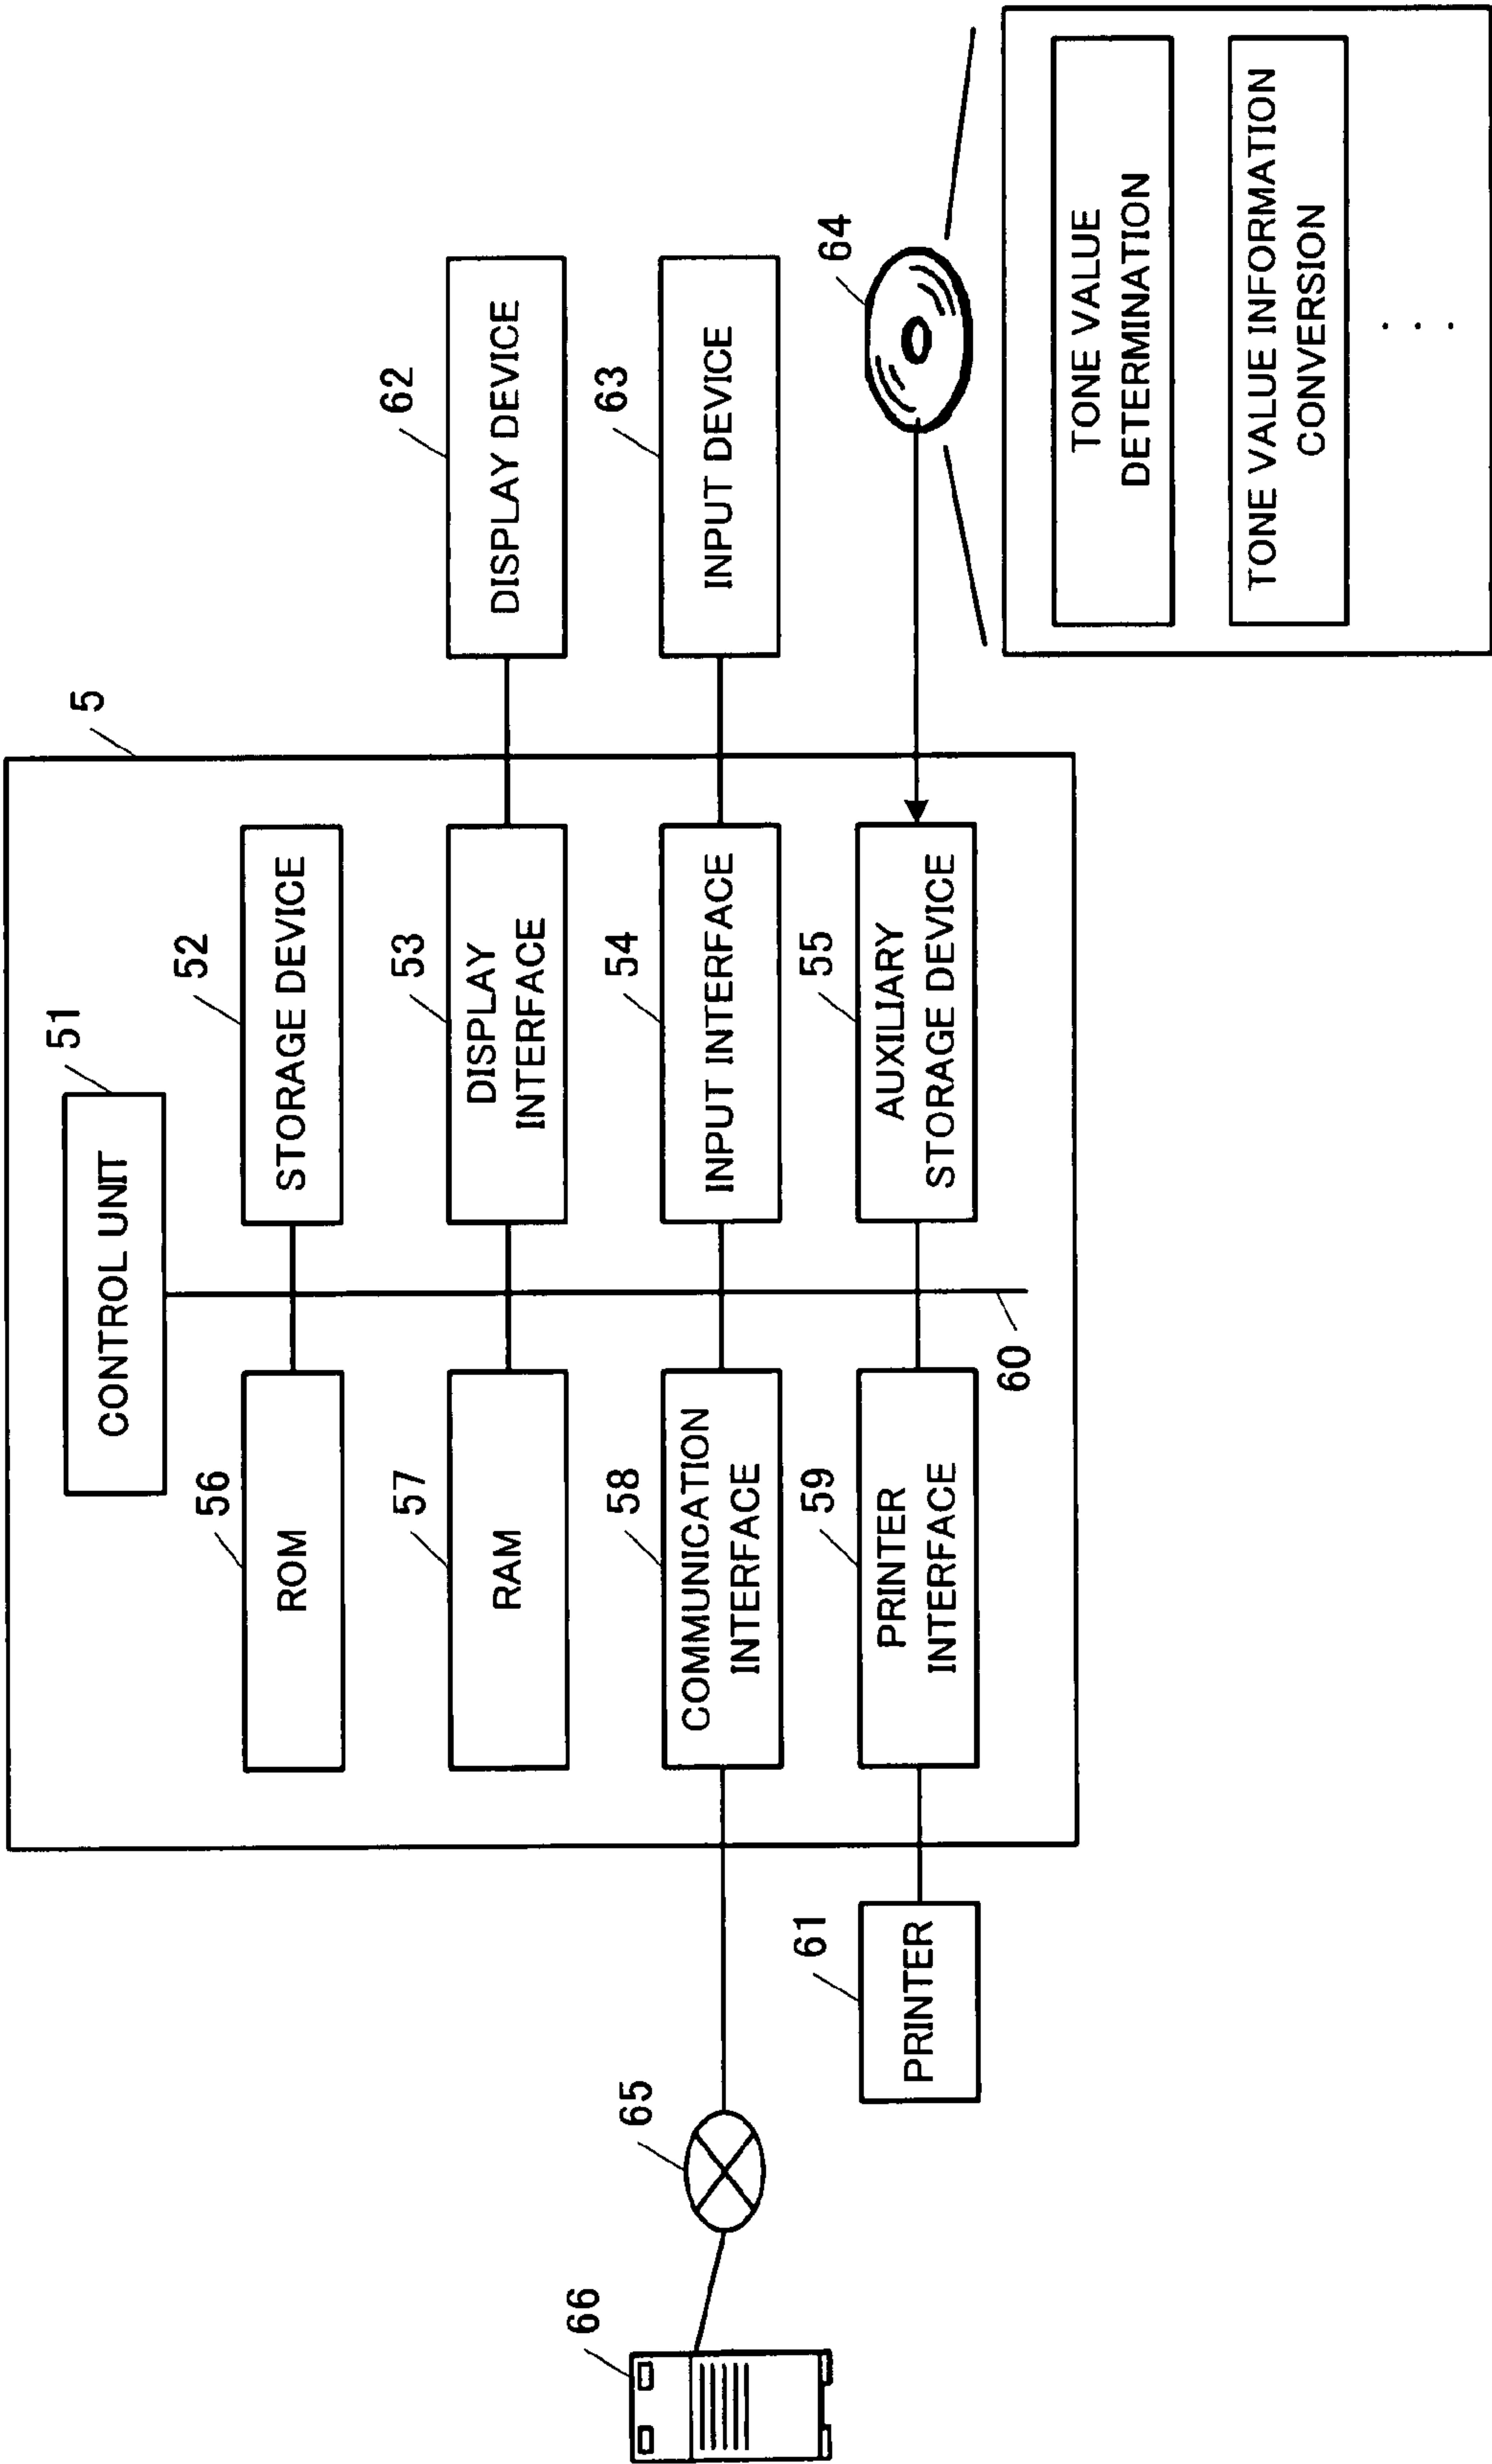 5
51
CONTROL UNIT
56
ROM
52
STORAGE DEVICE
57
RAM
53
DISPLAY
INTERFACE
62
DISPLAY DEVICE
58
COMMUNICATION
INTERFACE
54
INPUT INTERFACE
63
INPUT DEVICE
66
65
59
PRINTER
INTERFACE
55
AUXILIARY
STORAGE DEVICE
64
61
PRINTER
60
TONE VALUE
DETERMINATION
TONE VALUE INFORMATION
CONVERSION
. . .